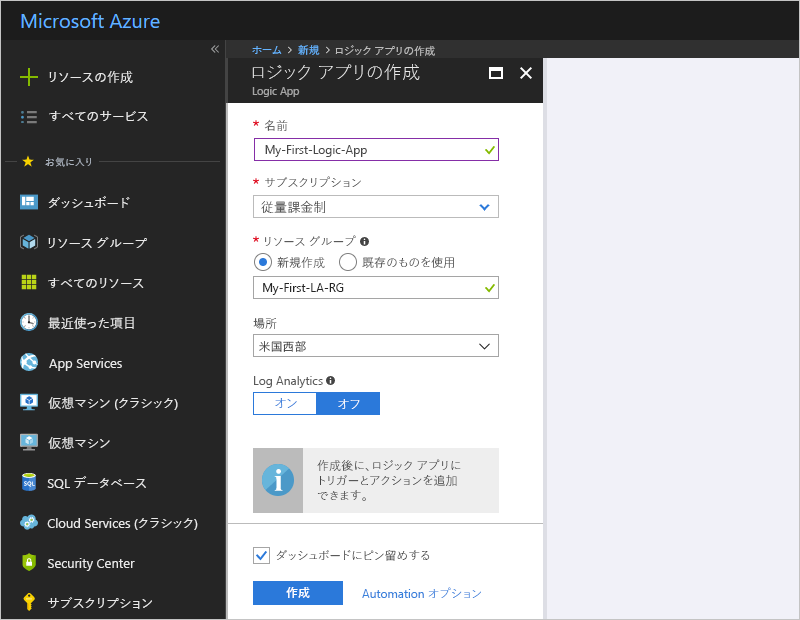 Microsoft Azure
«
ホーム > 新規 > ロジック アプリの作成
リソースの作成
すべてのサービス
お気に入り
ダッシュボード
リソース グループ
すべてのリソース
最近使った項目
App Services
仮想マシン (クラシック)
仮想マシン
SQL データベース
Cloud Services (クラシック)
Security Center
サブスクリプション
ロジック アプリの作成
Logic App
* 名前
My-First-Logic-App
* サブスクリプション
従量課金制
* リソース グループ
新規作成 既存のものを使用
My-First-LA-RG
場所
米国西部
Log Analytics
オン オフ
作成後に、ロジック アプリに
トリガーとアクションを追加
できます。
ダッシュボードにピン留めする
作成 Automation オプション